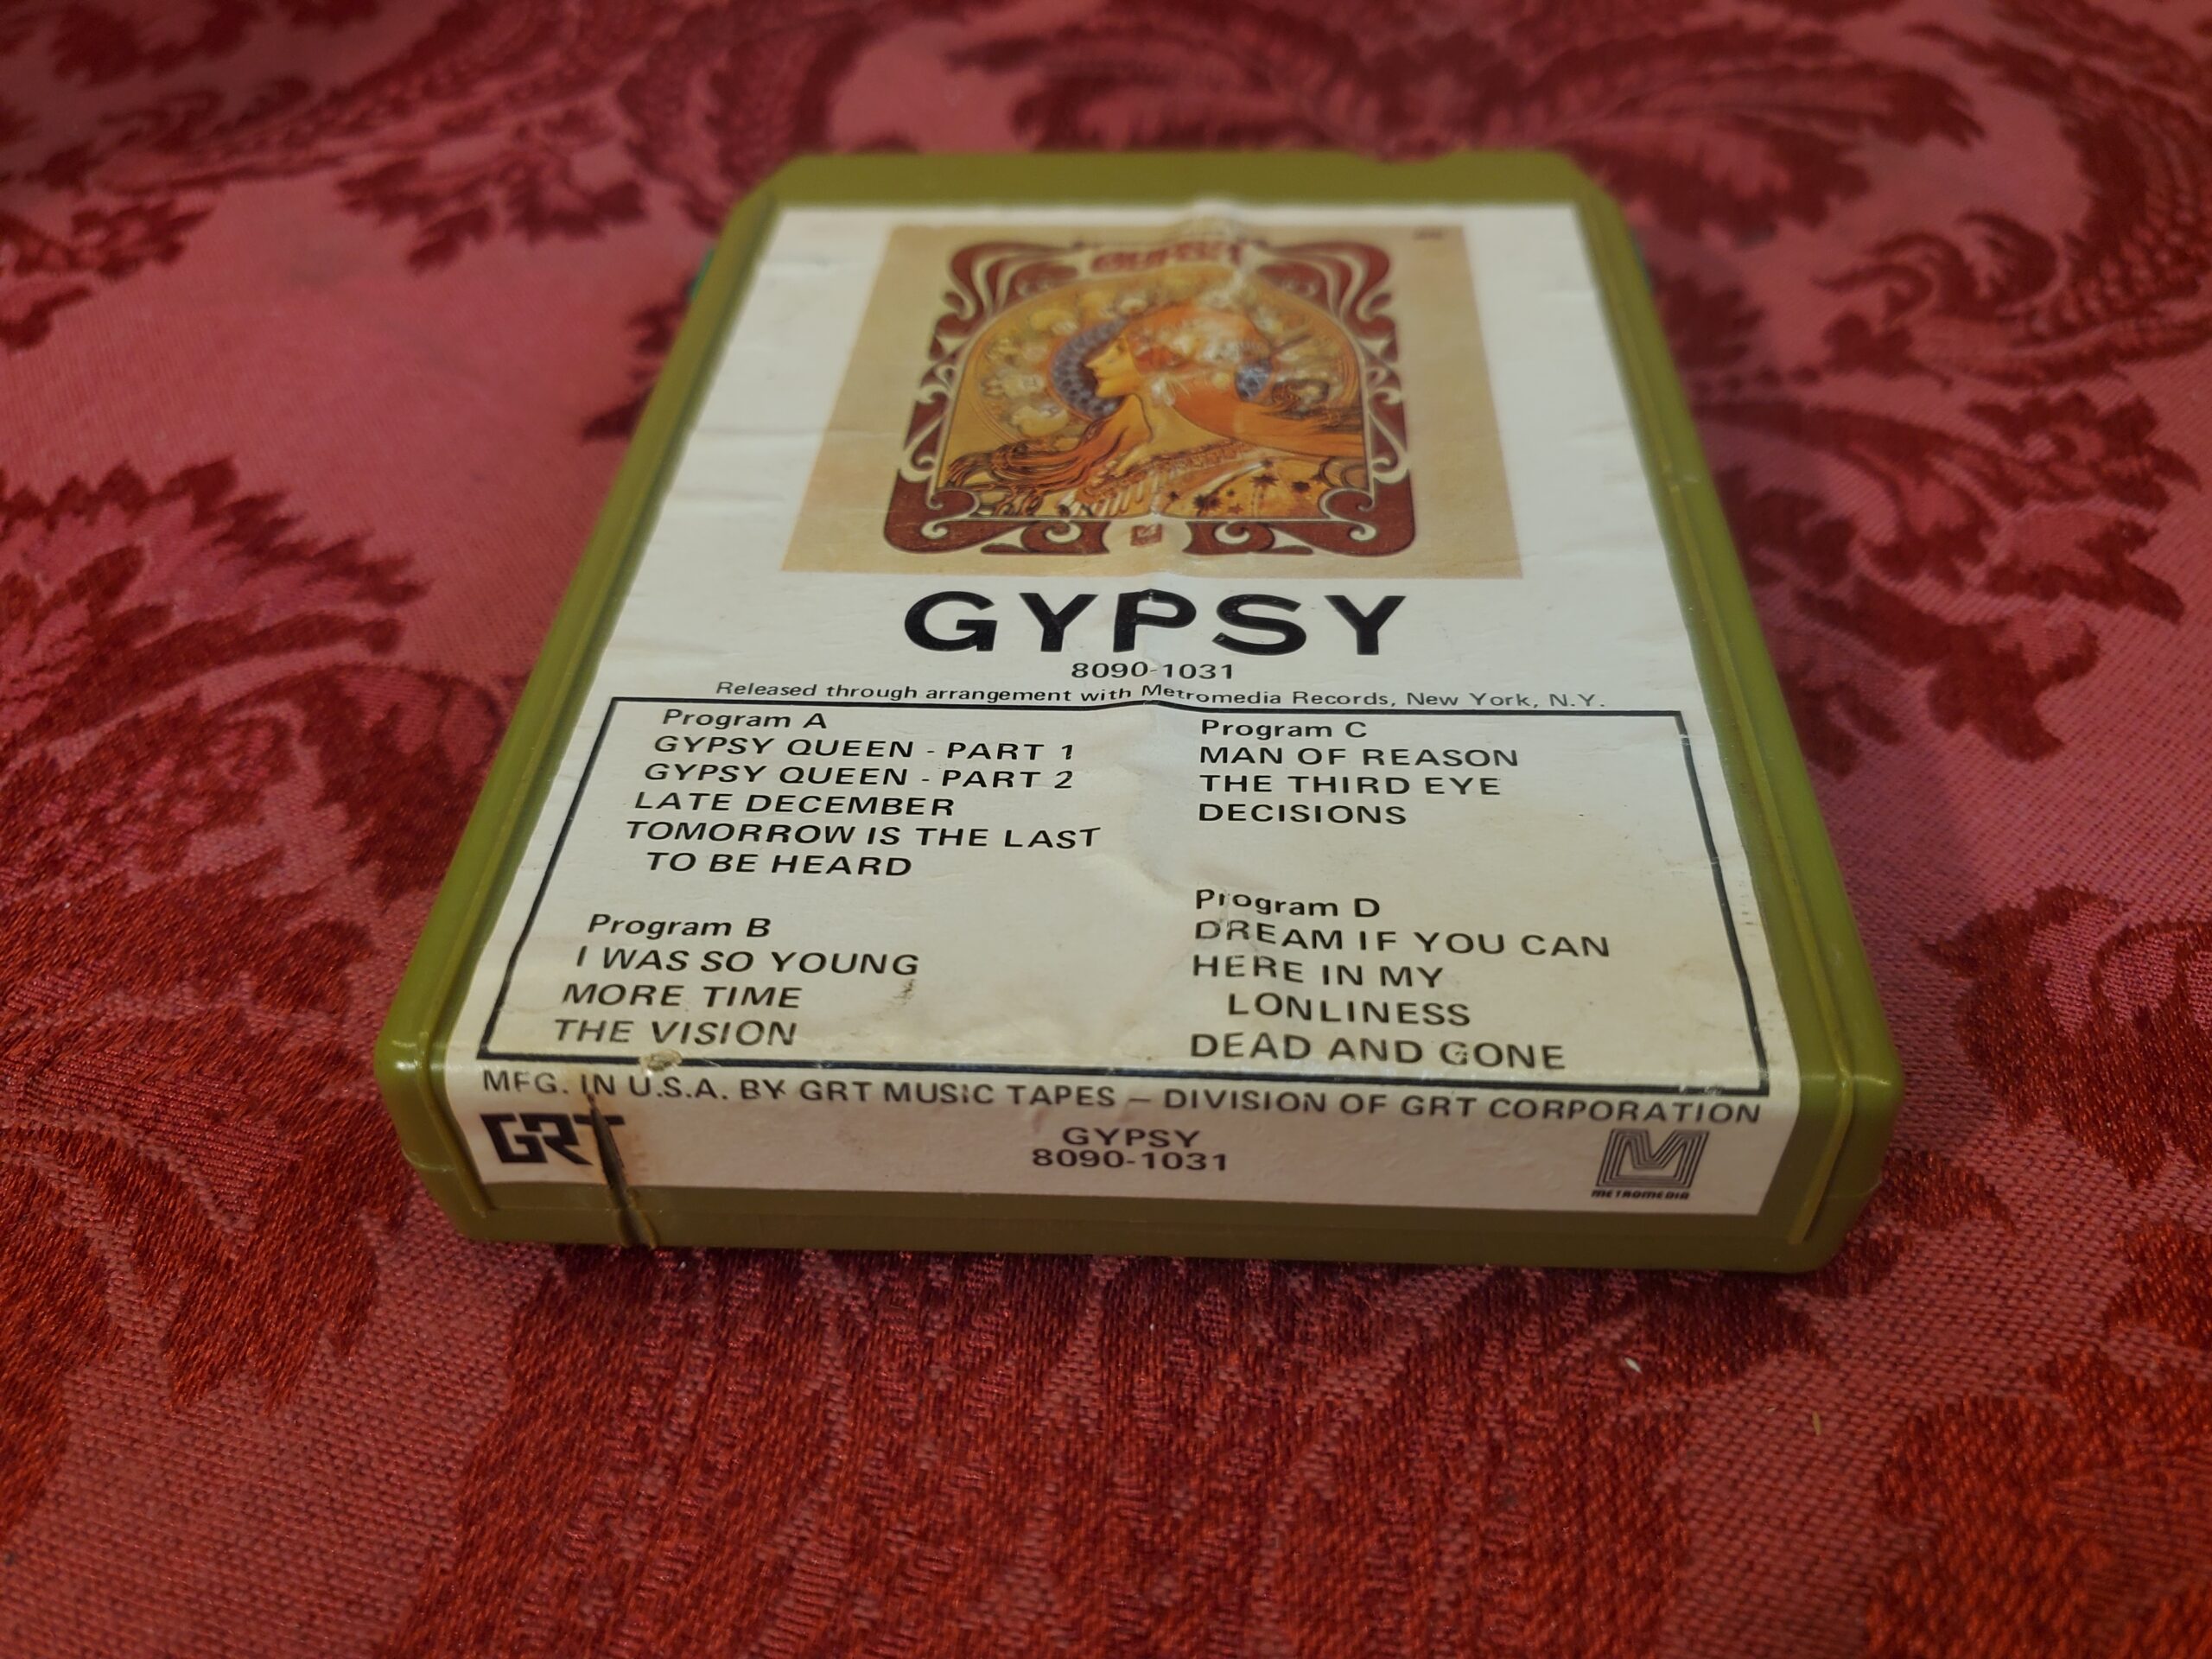 GYPSY
8090-1031
Released through arrangement with Metromedia Records, New York, N.Y.
Program A
GYPSY QUEEN - PART 1
GYPSY QUEEN - PART 2
LATE DECEMBER
TOMORROW IS THE LAST
TO BE HEARD
Program B
I WAS SO YOUNG
MORE TIME
THE VISION
Program C
MAN OF REASON
THE THIRD EYE
DECISIONS
Program D
DREAM IF YOU CAN
HERE IN MY
LONLINESS
DEAD AND GONE
MFG. IN U.S.A. BY GRT MUSIC TAPES — DIVISION OF GRT CORPORATION
GRT
GYPSY
8090-1031
M
METROMEDIA